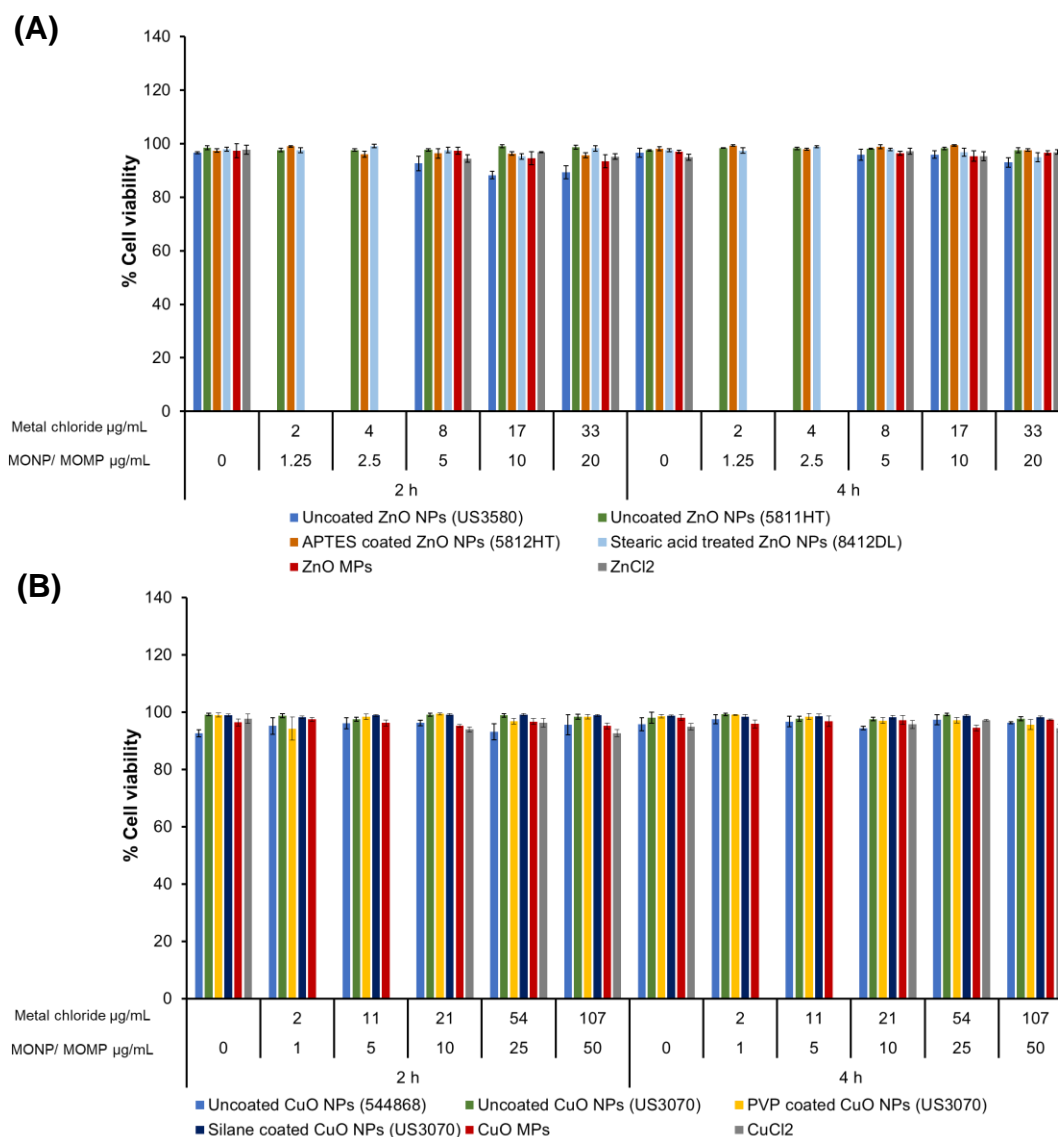 (A)
140
120
100
80
60
40
20
0
% Cell viability
Metal chloride µg/mL 2 4 8 17 33 2 4 8 17 33
MONP/ MOMP µg/mL 0 1.25 2.5 5 10 20 0 1.25 2.5 5 10 20
2 h 4 h
Uncoated ZnO NPs (US3580) Uncoated ZnO NPs (5811HT)
APTES coated ZnO NPs (5812HT) Stearic acid treated ZnO NPs (8412DL)
ZnO MPs ZnCl2
(B)
140
120
100
80
60
40
20
0
% Cell viability
Metal chloride µg/mL 2 11 21 54 107 2 11 21 54 107
MONP/ MOMP µg/mL 0 1 5 10 25 50 0 1 5 10 25 50
2 h 4 h
Uncoated CuO NPs (544868) Uncoated CuO NPs (US3070) PVP coated CuO NPs (US3070)
Silane coated CuO NPs (US3070) CuO MPs CuCl2